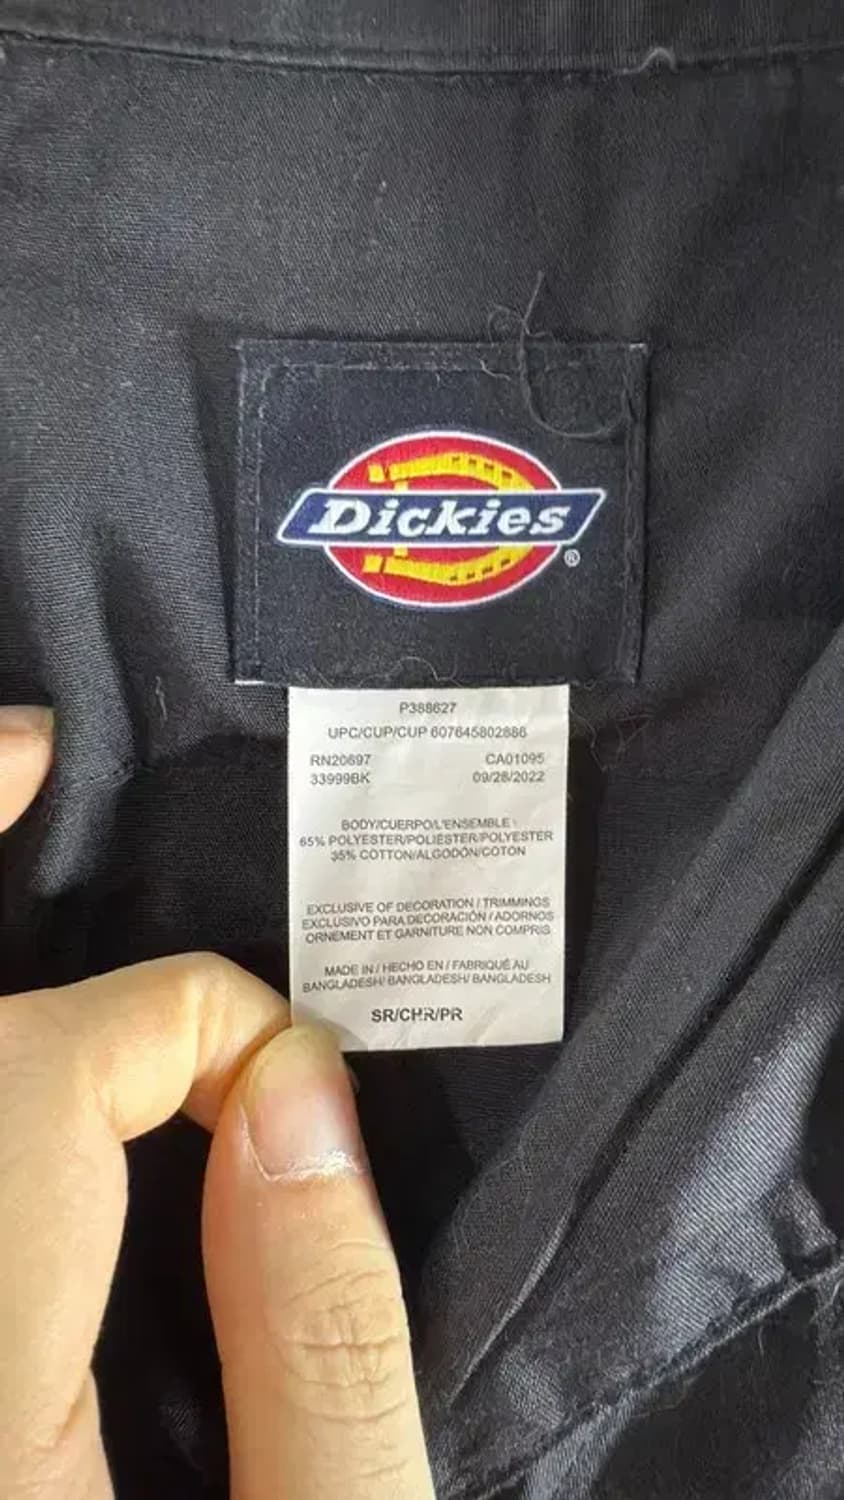 Dickies
®
P388627
UPC/CUP/CUP 607645802886
RN20697 CA01095
33999BK 09/28/2022
BODY/CUERPO/L'ENSEMBLE :
65% POLYESTER/POLIÉSTER/POLYESTER
35% COTTON/ALGODÓN/COTON
EXCLUSIVE OF DECORATION / TRIMMINGS
EXCLUSIVO PARA DECORACIÓN / ADORNOS
ORNEMENT ET GARNITURE NON COMPRIS
MADE IN / HECHO EN / FABRIQUÉ AU
BANGLADESH/ BANGLADESH/ BANGLADESH
SR/CHR/PR